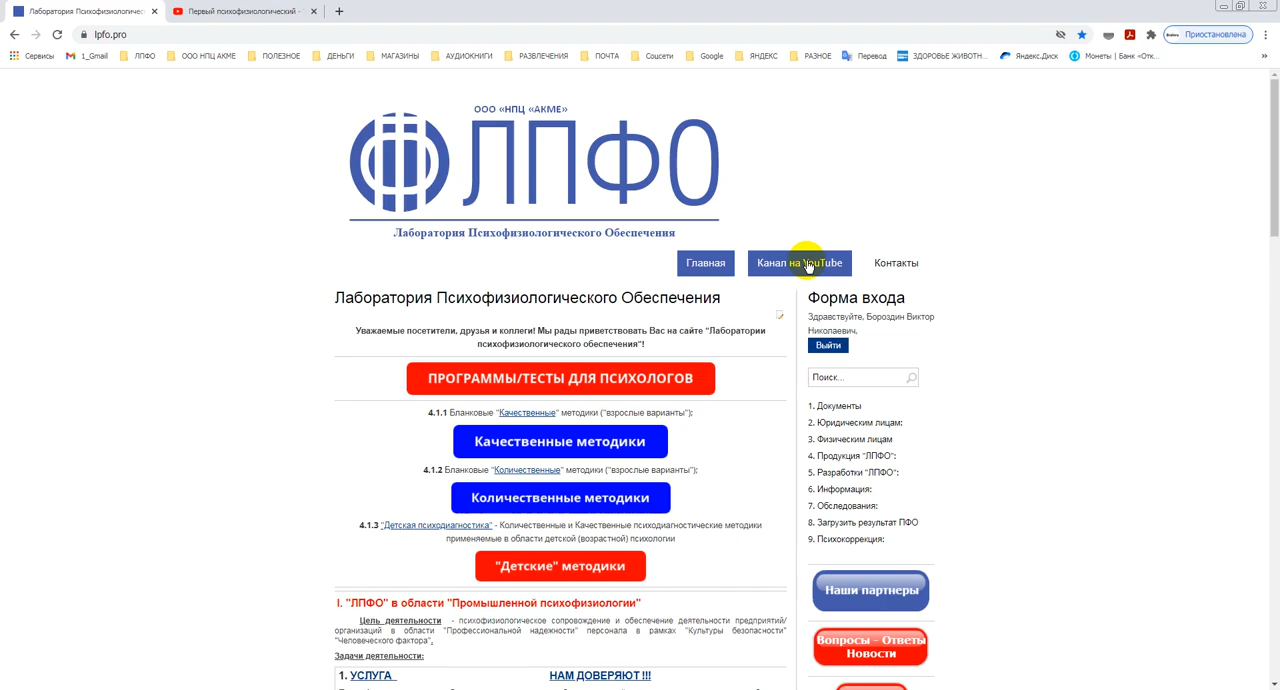 Лаборатория Психофизиологичес
Первый психофизиологический -
lpfo.pro
Приостановлена
Сервисы
1_Gmail
ЛПФО
ООО НПЦ АКМЕ
ПОЛЕЗНОЕ
ДЕНЬГИ
МАГАЗИНЫ
АУДИОКНИГИ
РАЗВЛЕЧЕНИЯ
ПОЧТА
Соцсети
Google
ЯНДЕКС
РАЗНОЕ
Перевод
ЗДОРОВЬЕ ЖИВОТН...
Яндекс.Диск
Монеты | Банк «Отк...
ООО «НПЦ «АКМЕ»
ЛПФО
Лаборатория Психофизиологического Обеспечения
Главная
Канал на YouTube
Контакты
Лаборатория Психофизиологического Обеспечения
Уважаемые посетители, друзья и коллеги! Мы рады приветствовать Вас на сайте "Лаборатории
психофизиологического обеспечения"!
ПРОГРАММЫ/ТЕСТЫ ДЛЯ ПСИХОЛОГОВ
4.1.1 Бланковые "Качественные" методики ("взрослые варианты");
Качественные методики
4.1.2 Бланковые "Количественные" методики ("взрослые варианты");
Количественные методики
4.1.3 "Детская психодиагностика" - Количественные и Качественные психодиагностические методики
применяемые в области детской (возрастной) психологии
"Детские" методики
I. "ЛПФО" в области "Промышленной психофизиологии"
Цель деятельности - психофизиологическое сопровождение и обеспечение деятельности предприятий/
организаций в области "Профессиональной надежности" персонала в рамках "Культуры безопасности"
"Человеческого фактора".
Задачи деятельности:
1. УСЛУГА НАМ ДОВЕРЯЮТ !!!
Форма входа
Здравствуйте, Бороздин Виктор
Николаевич,
Выйти
Поиск...
1. Документы
2. Юридическим лицам:
3. Физическим лицам
4. Продукция "ЛПФО":
5. Разработки "ЛПФО":
6. Информация:
7. Обследования:
8. Загрузить результат ПФО
9. Психокоррекция:
Наши партнеры
Вопросы - Ответы
Новости